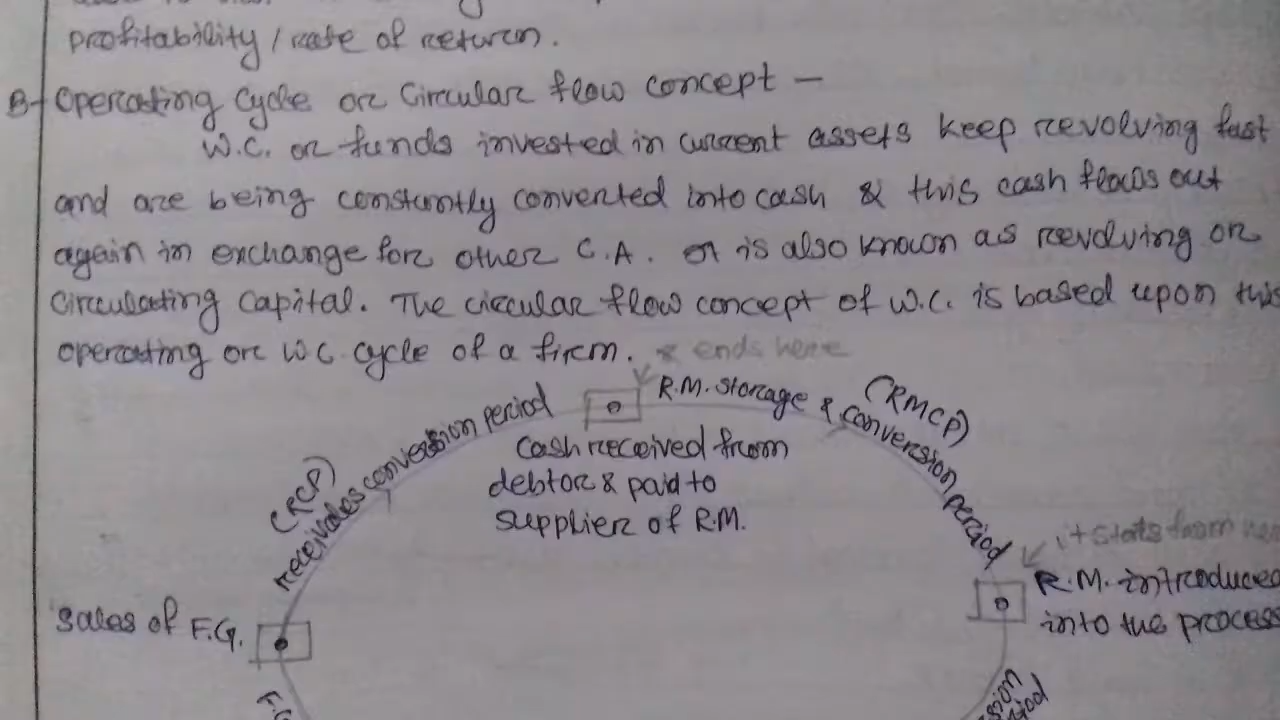 profitability / rate of return.
B- Operating Cycle or Circular flow concept —
W.C. or funds invested in current assets keep revolving fast
and are being constantly converted into cash & this cash flows out
again in exchange for other C.A. It is also known as revolving or
Circulating Capital. The circular flow concept of W.C. is based upon this
operating or W.C. cycle of a firm.
& ends here
R.M. storage & conversion period
(RMCP)
(RCP)
receivables conversion period
Cash received from
debtor & paid to
supplier of R.M.
it starts from
R.M. introduced
into the process
Sales of F.G.